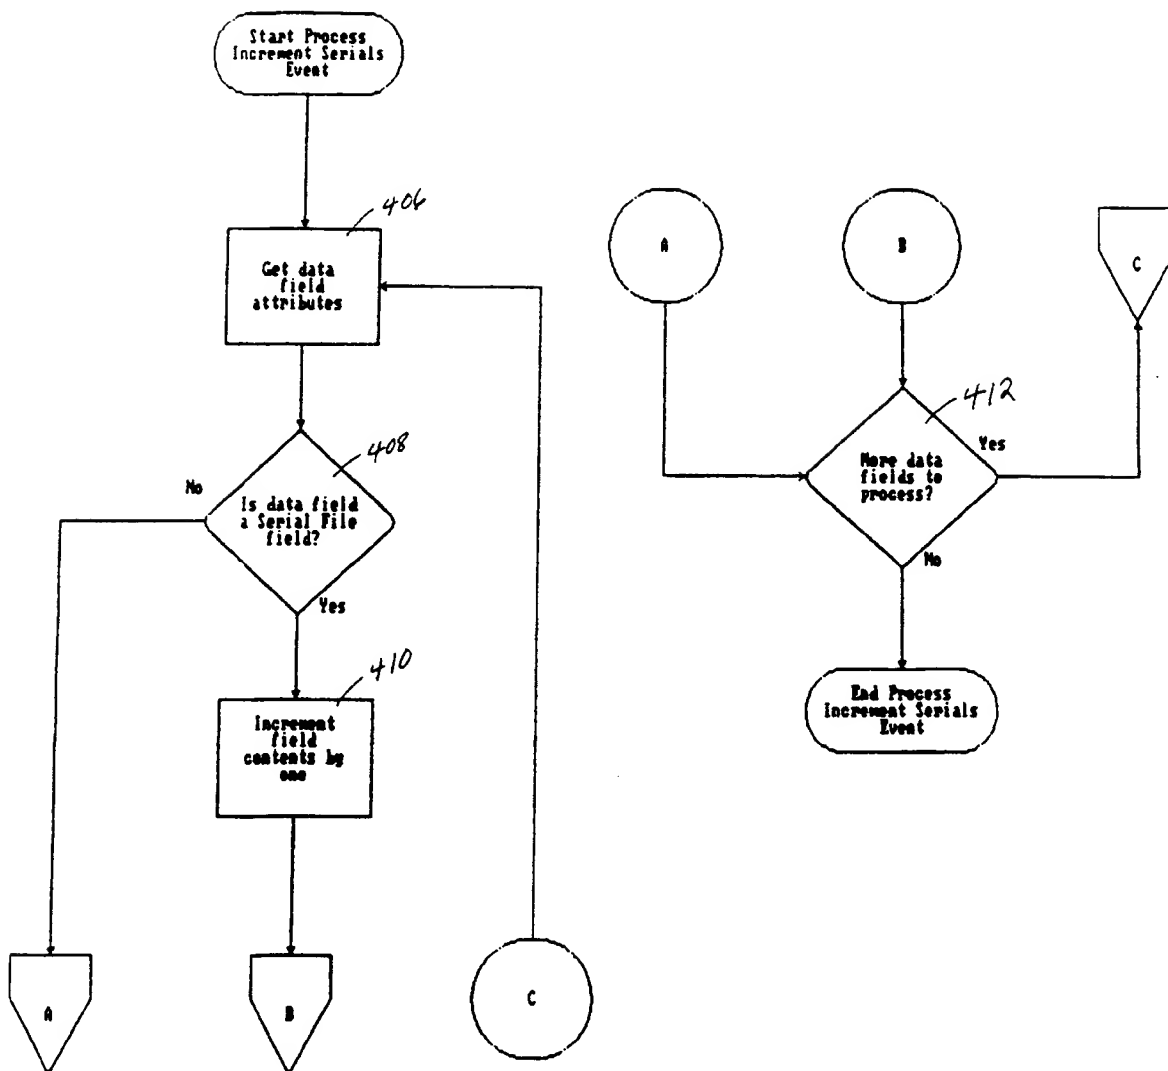 Start Process
Increment Serials
Event
406
Get data
field
attributes
408
No
Is data field
a Serial File
field?
Yes
410
Increment
field
contents by
one
A
B
C
A
B
C
412
Yes
More data
fields to
process?
No
End Process
Increment Serials
Event